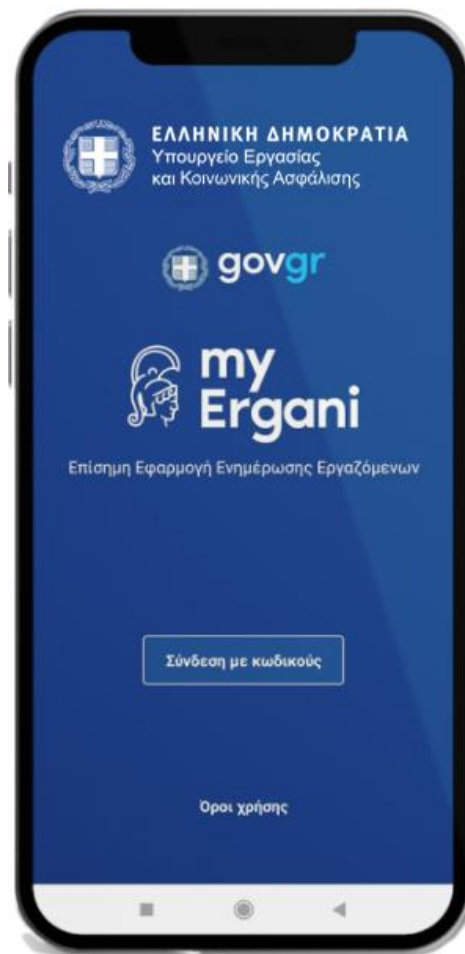 ΕΛΛΗΝΙΚΗ ΔΗΜΟΚΡΑΤΙΑ
Υπουργείο Εργασίας
και Κοινωνικής Ασφάλισης
govgr
my
Ergani
Επίσημη Εφαρμογή Ενημέρωσης Εργαζόμενων
Σύνδεση με κωδικούς
Όροι χρήσης